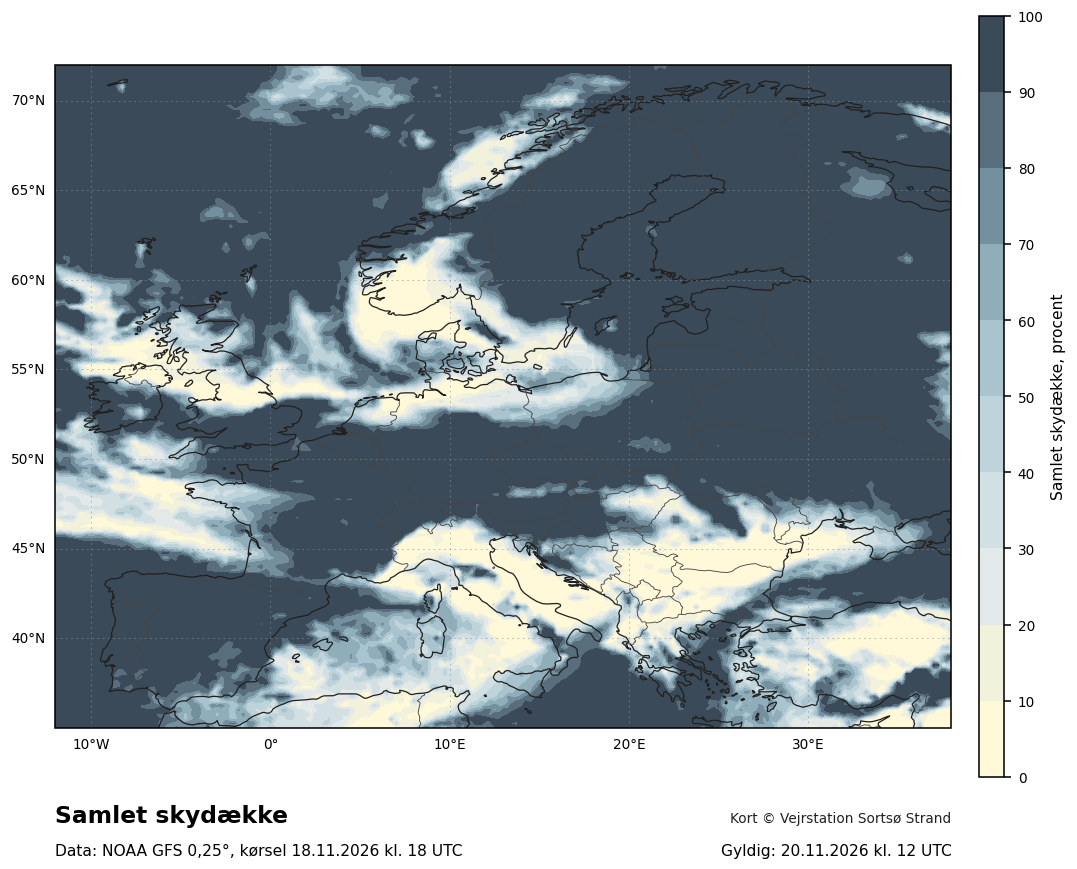 70°N
65°N
60°N
55°N
50°N
45°N
40°N
10°W
0°
10°E
20°E
30°E
100
90
80
70
60
50
40
30
20
10
0
Samlet skydække, procent
Samlet skydække
Kort © Vejrstation Sortsø Strand
Data: NOAA GFS 0,25°, kørsel 18.11.2026 kl. 18 UTC
Gyldig: 20.11.2026 kl. 12 UTC